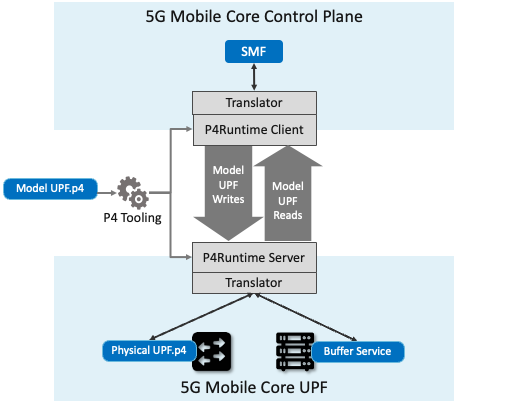 5G Mobile Core Control Plane
SMF
Translator
P4Runtime Client
Model
UPF
Writes
Model
UPF
Reads
Model UPF.p4
P4 Tooling
P4Runtime Server
Translator
Physical UPF.p4
Buffer Service
5G Mobile Core UPF